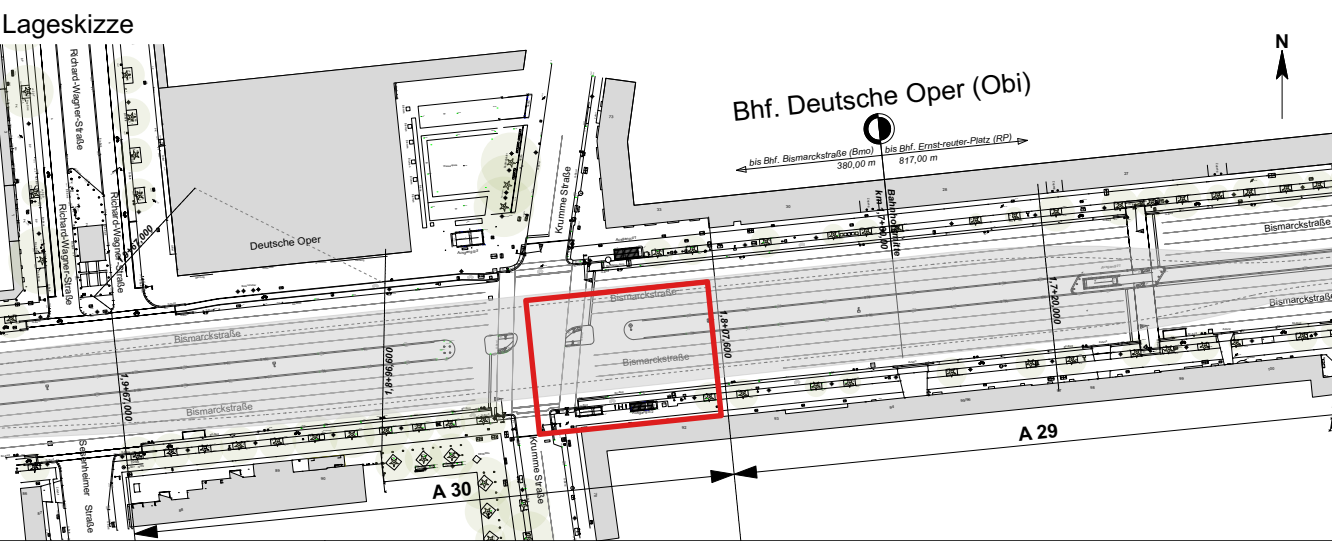 Lageskizze
N
Bhf. Deutsche Oper (Obi)
bis Bhf. Bismarckstraße (Bmo)
bis Bhf. Ernst-reuter-Platz (RP)
380,00 m
817,00 m
Richard-Wagner-Straße
Richard-Wagner-Straße
Richard-Wagner-Straße
Krumme Straße
Deutsche Oper
Bahnhofsmitte
Bismarckstraße
Bismarckstraße
Bismarckstraße
Bismarckstraße
Bismarckstraße
Bismarckstraße
1,9+67,000
1,8+96,600
1,8+07,600
1,7+20,000
Krumme Straße
Sesenheimer Straße
A 30
A 29